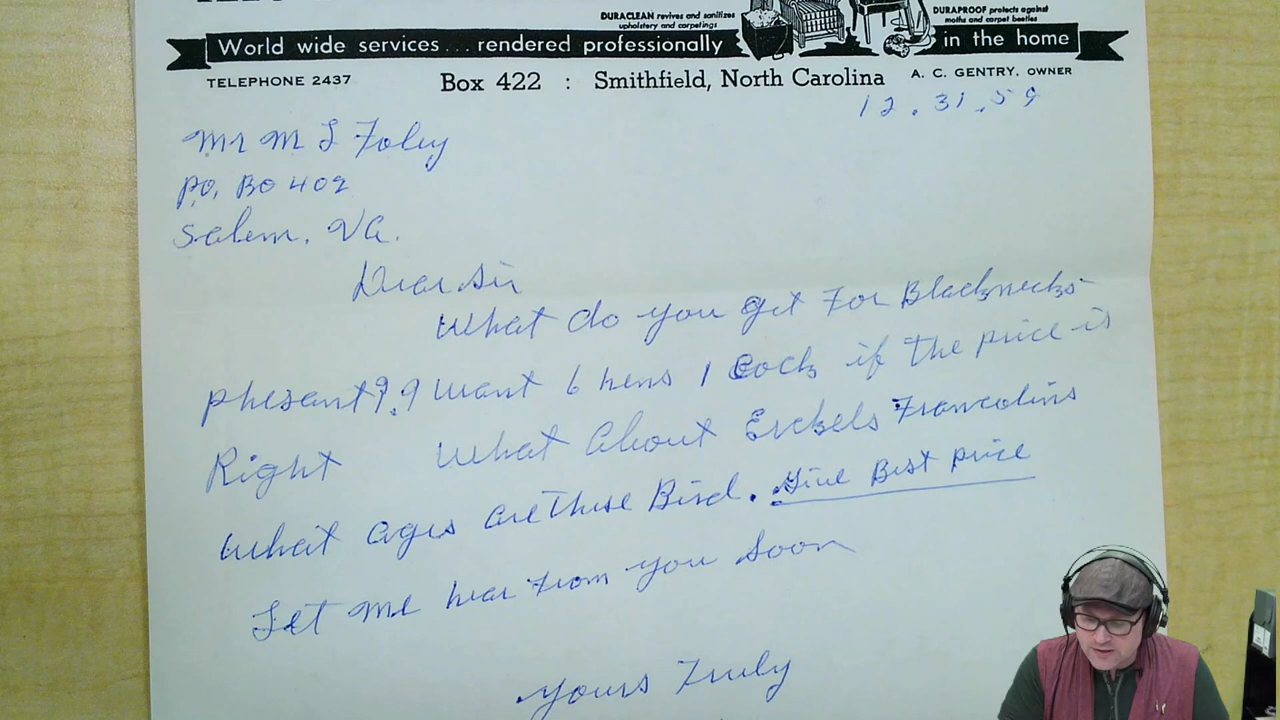 DURACLEAN revives and sanitizes
upholstery and carpetings
DURAPROOF protects against
moths and carpet beetles
World wide services ... rendered professionally
in the home
TELEPHONE 2437
Box 422 : Smithfield, North Carolina
A. C. GENTRY, OWNER
12.31.59
Mr M L Foley
PO, BO 402
Salem, VA.
Dear Sir
What do you get For Blacknecks
phesant?. I want 6 hens 1 Cock if the price is
Right What About Erckels Francolins
What ages are these Bird. Give Best price
Let me hear From you Soon
Yours Truly